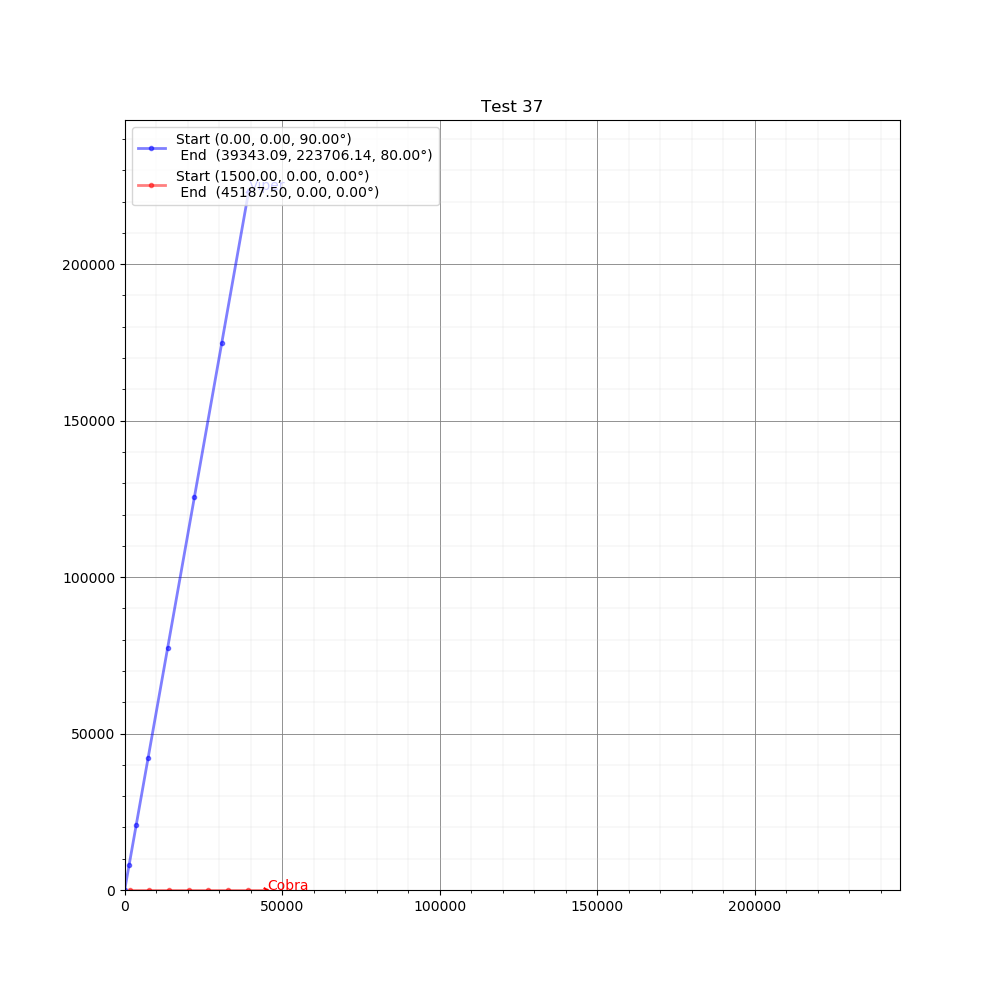 Test 37
Start (0.00, 0.00, 90.00°)
End (39343.09, 223706.14, 80.00°)
Start (1500.00, 0.00, 0.00°)
End (45187.50, 0.00, 0.00°)
200000
150000
100000
50000
0
Cobra
0 50000 100000 150000 200000